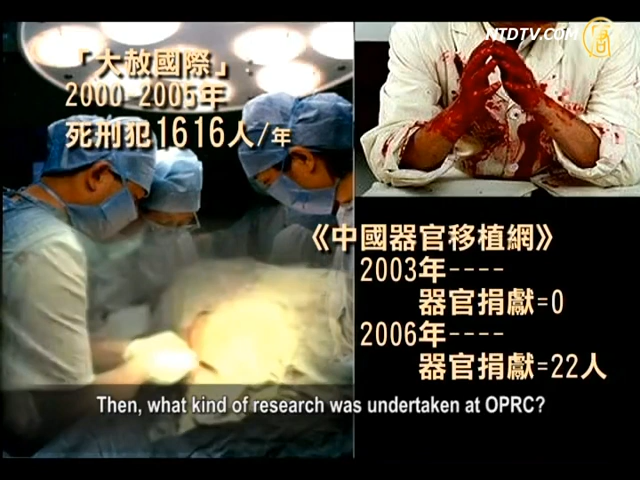 NTDTV.COM
「大赦國際」
2000-2005年
死刑犯1616人/年
《中國器官移植網》
2003年----
器官捐獻=0
2006年----
器官捐獻=22人
Then, what kind of research was undertaken at OPRC?